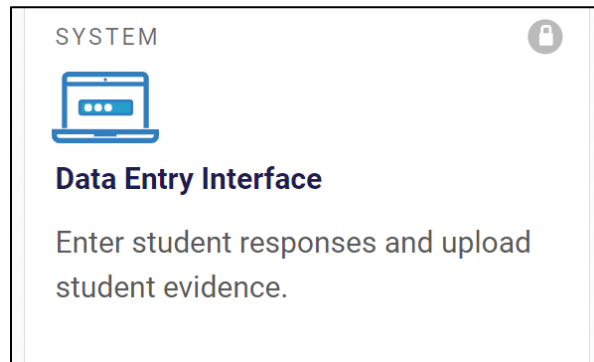 SYSTEM
Data Entry Interface
Enter student responses and upload
student evidence.